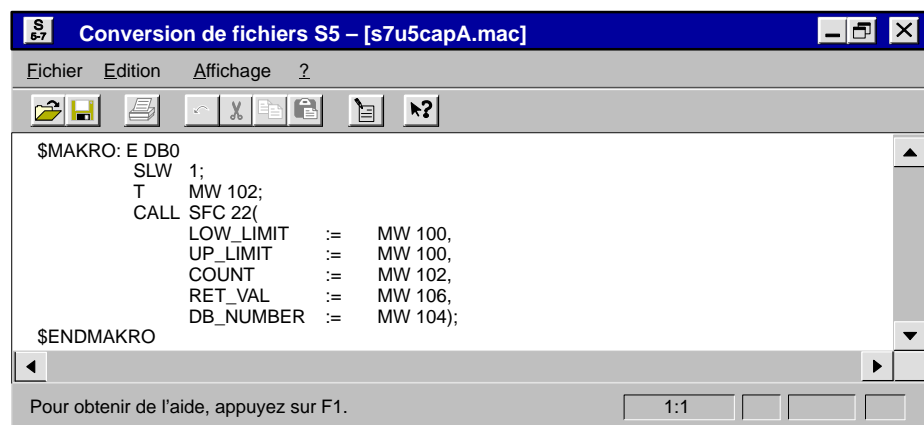 S
5-7
Conversion de fichiers S5 – [s7u5capA.mac]
Fichier Edition Affichage ?
?
$MAKRO: E DB0
SLW 1;
T MW 102;
CALL SFC 22(
LOW_LIMIT := MW 100,
UP_LIMIT := MW 100,
COUNT := MW 102,
RET_VAL := MW 106,
DB_NUMBER := MW 104);
$ENDMAKRO
Pour obtenir de l'aide, appuyez sur F1. 1:1